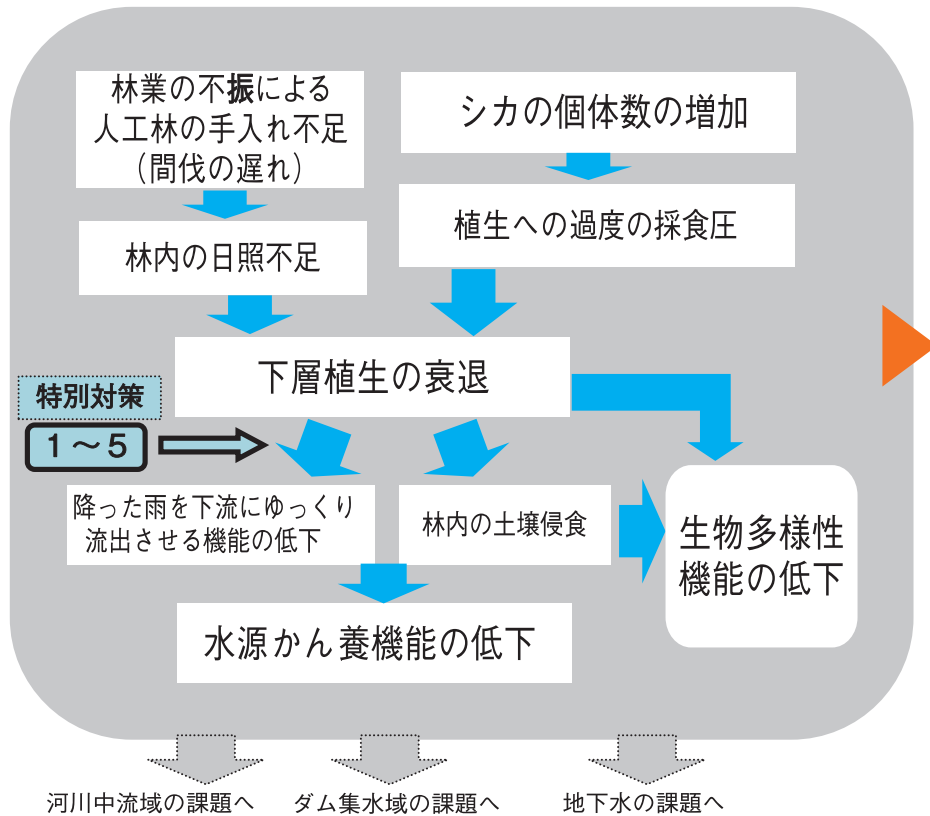 林業の不振による
人工林の手入れ不足
（間伐の遅れ）
シカの個体数の増加
林内の日照不足
植生への過度の採食圧
下層植生の衰退
特別対策
1～5
降った雨を下流にゆっくり
流出させる機能の低下
林内の土壌侵食
生物多様性
機能の低下
水源かん養機能の低下
河川中流域の課題へ
ダム集水域の課題へ
地下水の課題へ